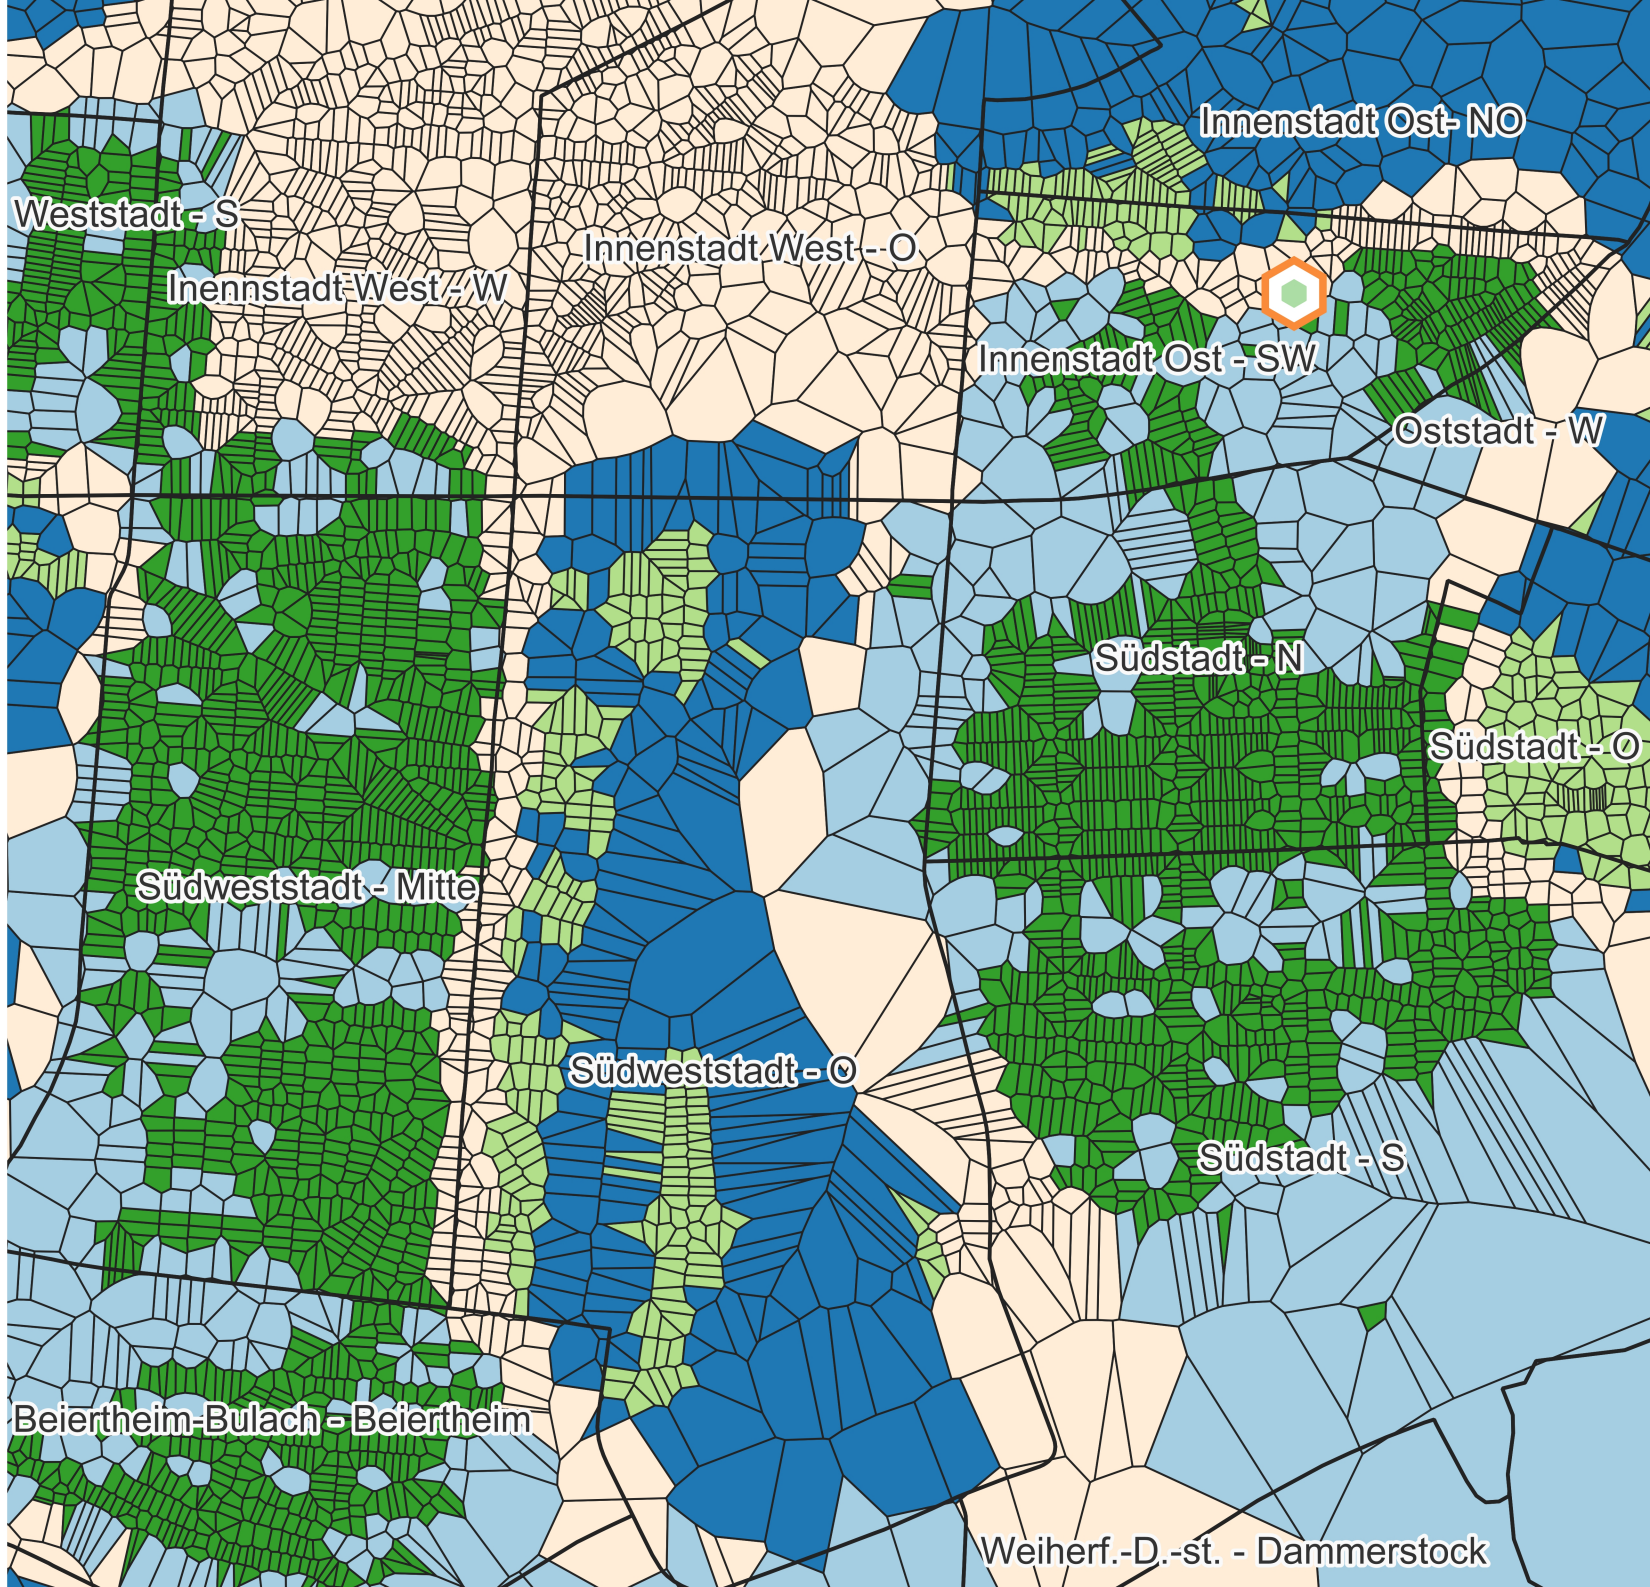 Innenstadt Ost- NO
Weststadt - S
Innenstadt West - O
Inennstadt West - W
Innenstadt Ost - SW
Oststadt - W
Südstadt - N
Südstadt - O
Südweststadt - Mitte
Südweststadt - O
Südstadt - S
Beiertheim-Bulach - Beiertheim
Weiherf.-D.-st. - Dammerstock